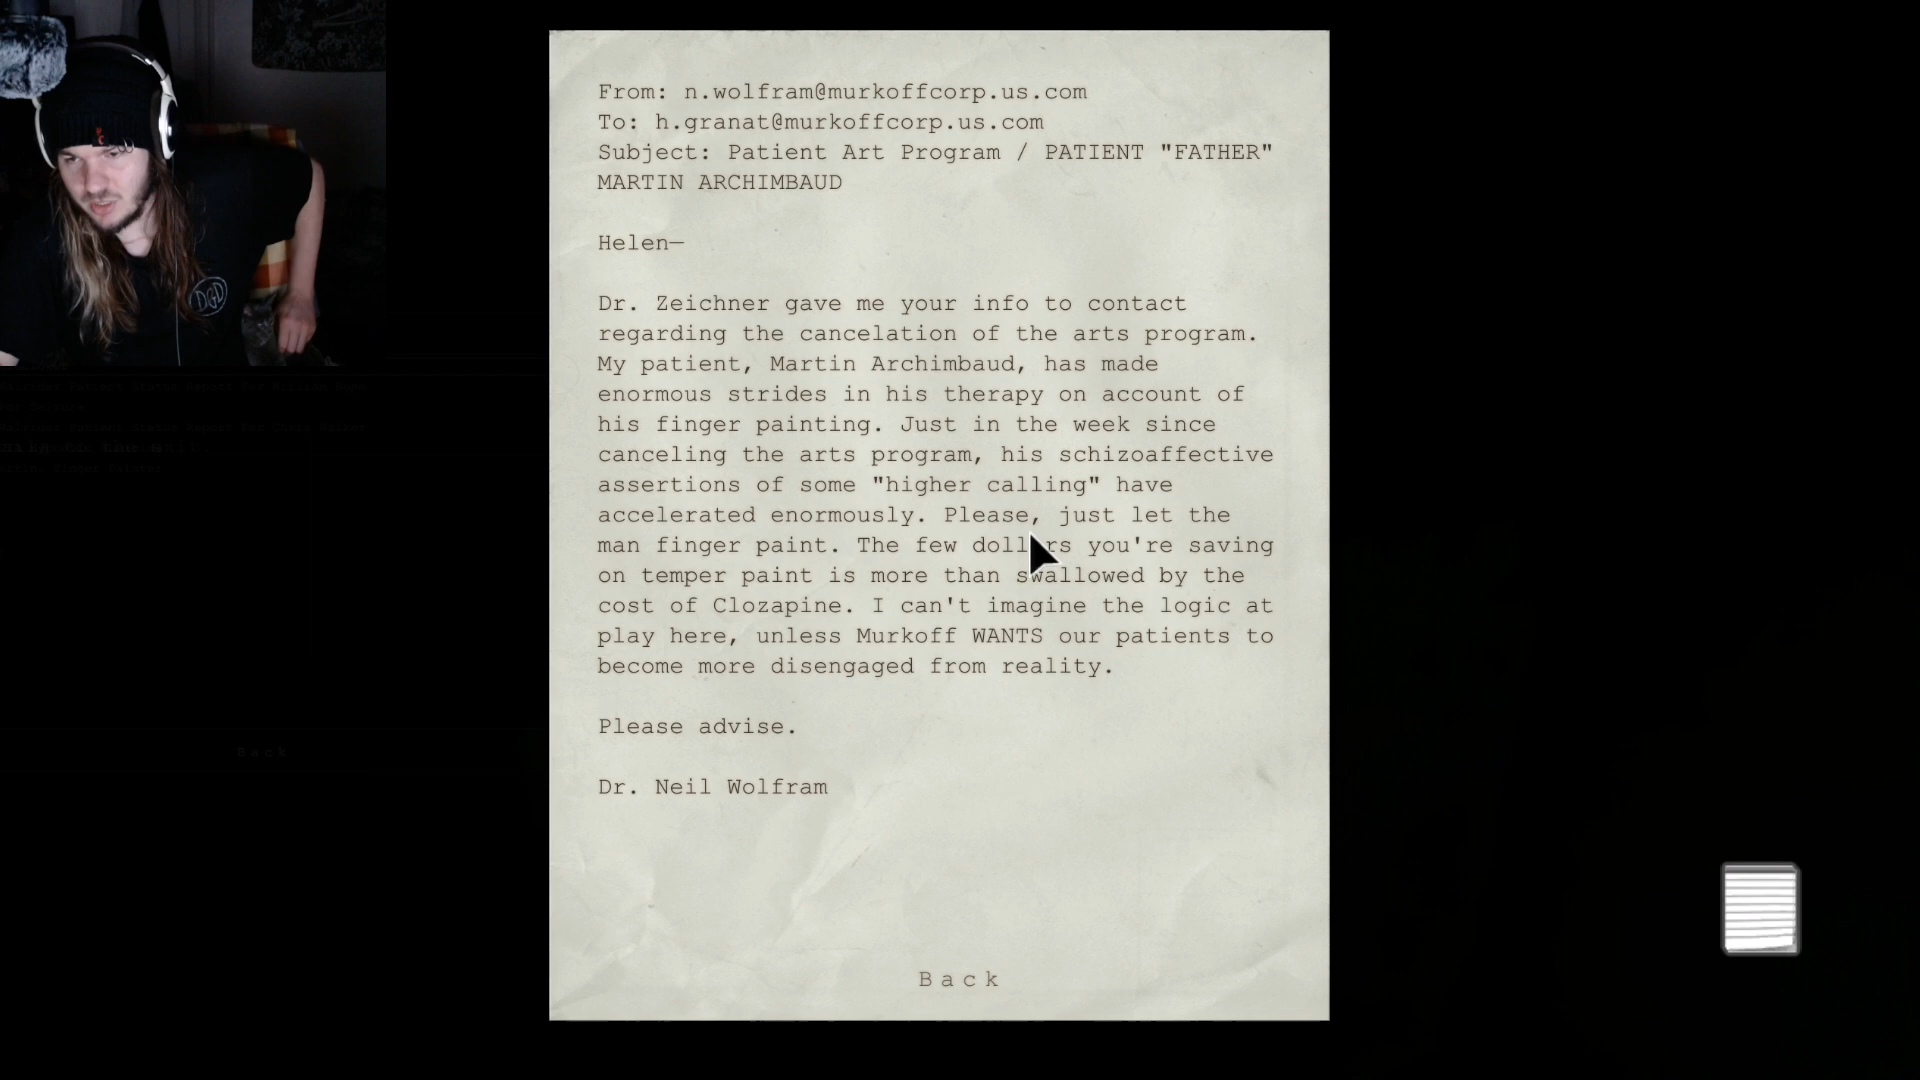 From: n.wolfram@murkoffcorp.us.com
To: h.granat@murkoffcorp.us.com
Subject: Patient Art Program / PATIENT "FATHER"
MARTIN ARCHIMBAUD
Helen—
Dr. Zeichner gave me your info to contact
regarding the cancelation of the arts program.
My patient, Martin Archimbaud, has made
enormous strides in his therapy on account of
his finger painting. Just in the week since
canceling the arts program, his schizoaffective
assertions of some "higher calling" have
accelerated enormously. Please, just let the
man finger paint. The few dollars you're saving
on temper paint is more than swallowed by the
cost of Clozapine. I can't imagine the logic at
play here, unless Murkoff WANTS our patients to
become more disengaged from reality.
Please advise.
Dr. Neil Wolfram
Back
DGD
Back